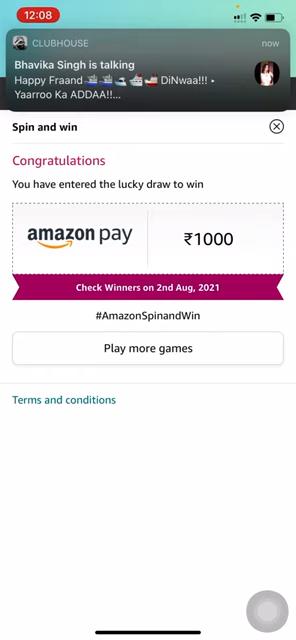 12:08
CLUBHOUSE
now
Bhavika Singh is talking
Happy Fraand 🚢🚢🛥️🛳️🚤 DiNwaa!!! •
Yaarroo Ka ADDAA!!...
Spin and win
Congratulations
You have entered the lucky draw to win
amazon pay
₹1000
Check Winners on 2nd Aug, 2021
#AmazonSpinandWin
Play more games
Terms and conditions